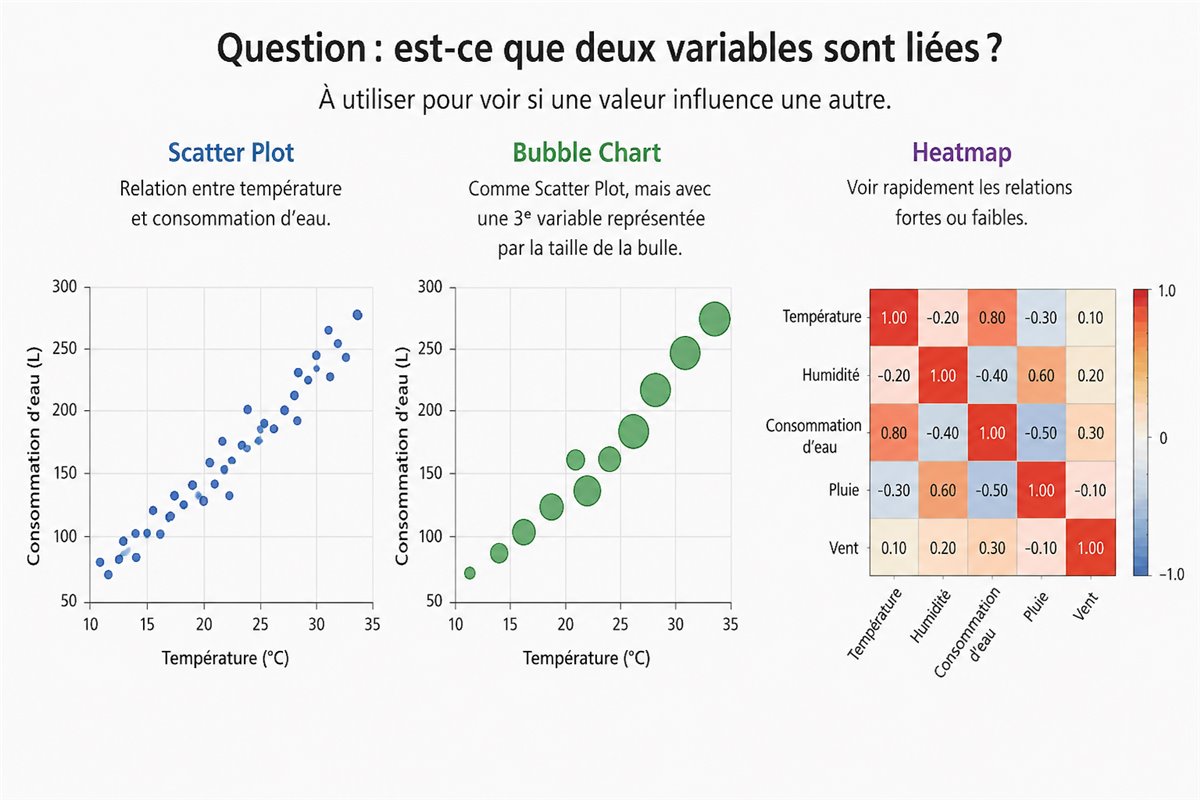 Question : est-ce que deux variables sont liées ?
À utiliser pour voir si une valeur influence une autre.
Scatter Plot
Relation entre température
et consommation d'eau.
Consommation d'eau (L)
300
250
200
150
100
50
10 15 20 25 30 35
Température (°C)
Bubble Chart
Comme Scatter Plot, mais avec
une 3ᵉ variable représentée
par la taille de la bulle.
Consommation d'eau (L)
300
250
200
150
100
50
10 15 20 25 30 35
Température (°C)
Heatmap
Voir rapidement les relations
fortes ou faibles.
Température 1.00 -0.20 0.80 -0.30 0.10
Humidité -0.20 1.00 -0.40 0.60 0.20
Consommation
d'eau 0.80 -0.40 1.00 -0.50 0.30
Pluie -0.30 0.60 -0.50 1.00 -0.10
Vent 0.10 0.20 0.30 -0.10 1.00
Température
Humidité
Consommation
d'eau
Pluie
Vent
1.0
0
-1.0